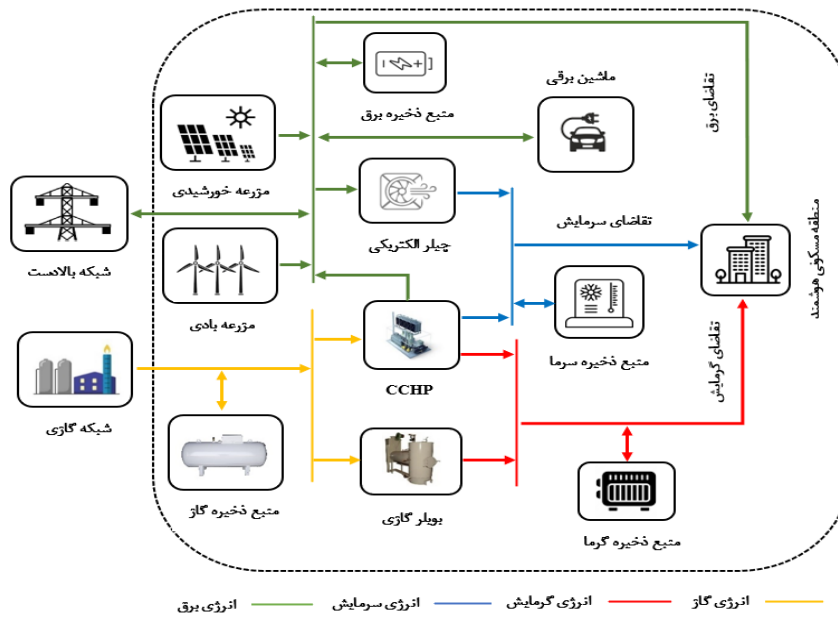 ماشین برقی
تقاضای برق
منبع ذخیره برق
مزرعه خورشیدی
منطقه مسکونی هوشمند
تقاضای سرمایش
چیلر الکتریکی
شبکه بالادست
مزرعه بادی
منبع ذخیره سرما
تقاضای گرمایش
CCHP
شبکه گازی
منبع ذخیره گاز
بویلر گازی
منبع ذخیره گرما
انرژی گاز
انرژی گرمایش
انرژی سرمایش
انرژی برق